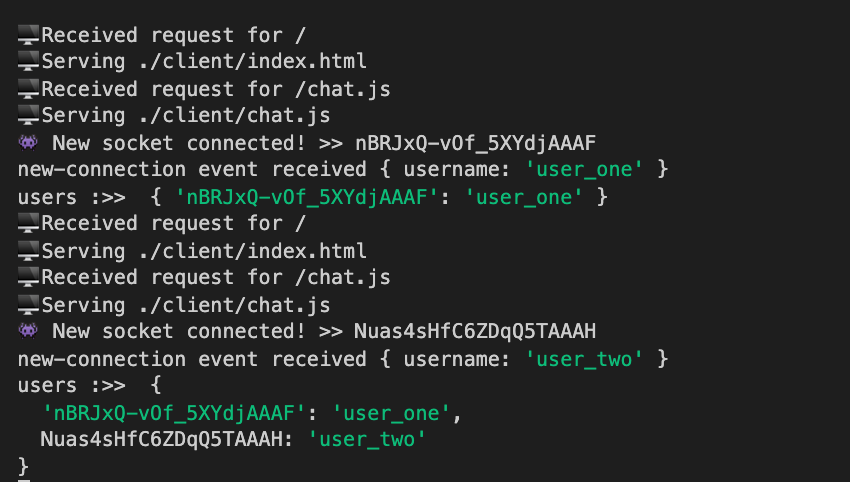 🖥️Received request for /
🖥️Serving ./client/index.html
🖥️Received request for /chat.js
🖥️Serving ./client/chat.js
👾 New socket connected! >> nBRJxQ-vOf_5XYdjAAAF
new-connection event received { username: 'user_one' }
users :>>  { 'nBRJxQ-vOf_5XYdjAAAF': 'user_one' }
🖥️Received request for /
🖥️Serving ./client/index.html
🖥️Received request for /chat.js
🖥️Serving ./client/chat.js
👾 New socket connected! >> Nuas4sHfC6ZDqQ5TAAAH
new-connection event received { username: 'user_two' }
users :>>  {
  'nBRJxQ-vOf_5XYdjAAAF': 'user_one',
  Nuas4sHfC6ZDqQ5TAAAH: 'user_two'
}